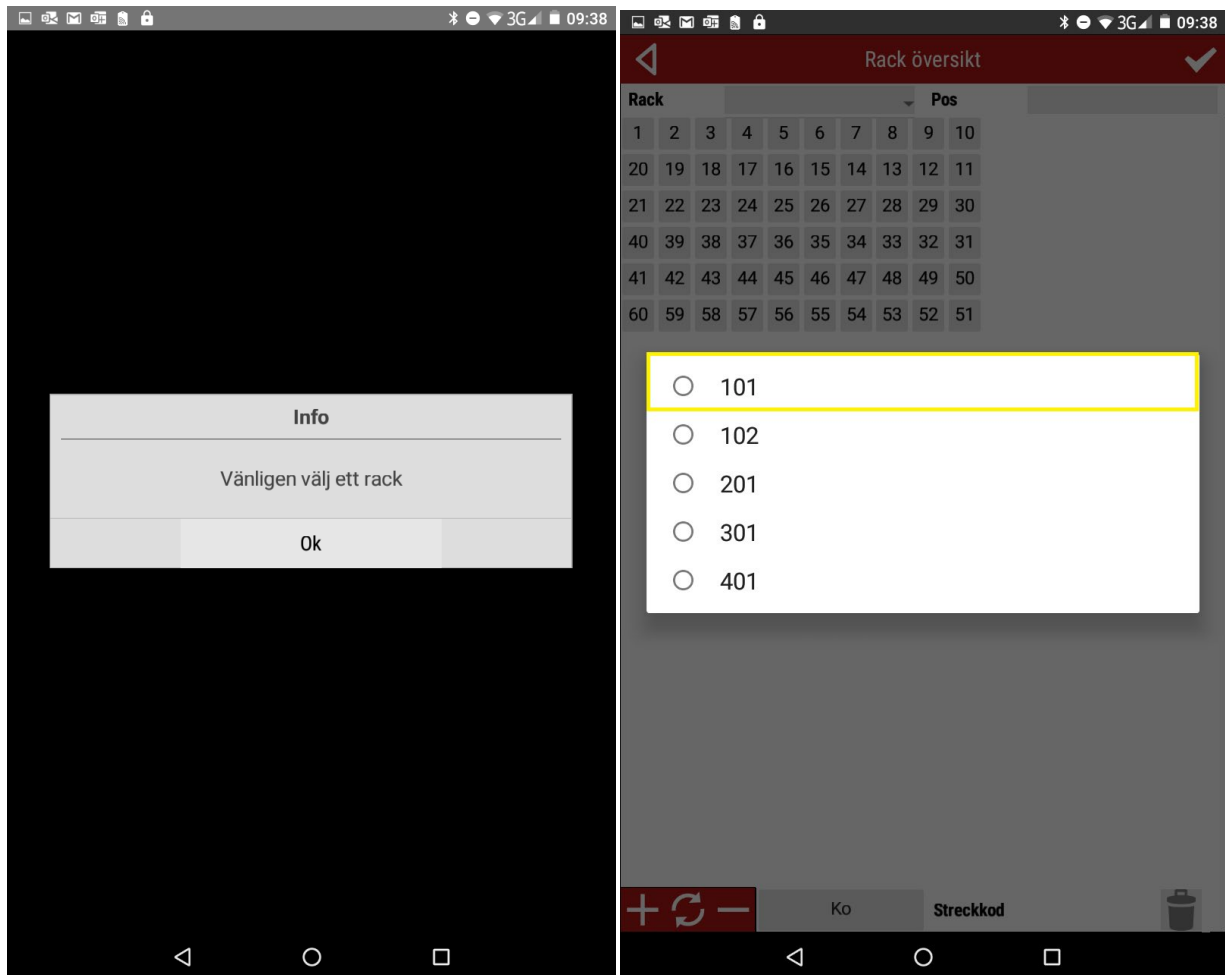 3G 09:38
Info
Vänligen välj ett rack
Ok
3G 09:38
Rack översikt
Rack Pos
1 2 3 4 5 6 7 8 9 10
20 19 18 17 16 15 14 13 12 11
21 22 23 24 25 26 27 28 29 30
40 39 38 37 36 35 34 33 32 31
41 42 43 44 45 46 47 48 49 50
60 59 58 57 56 55 54 53 52 51
101
102
201
301
401
Ko Streckkod